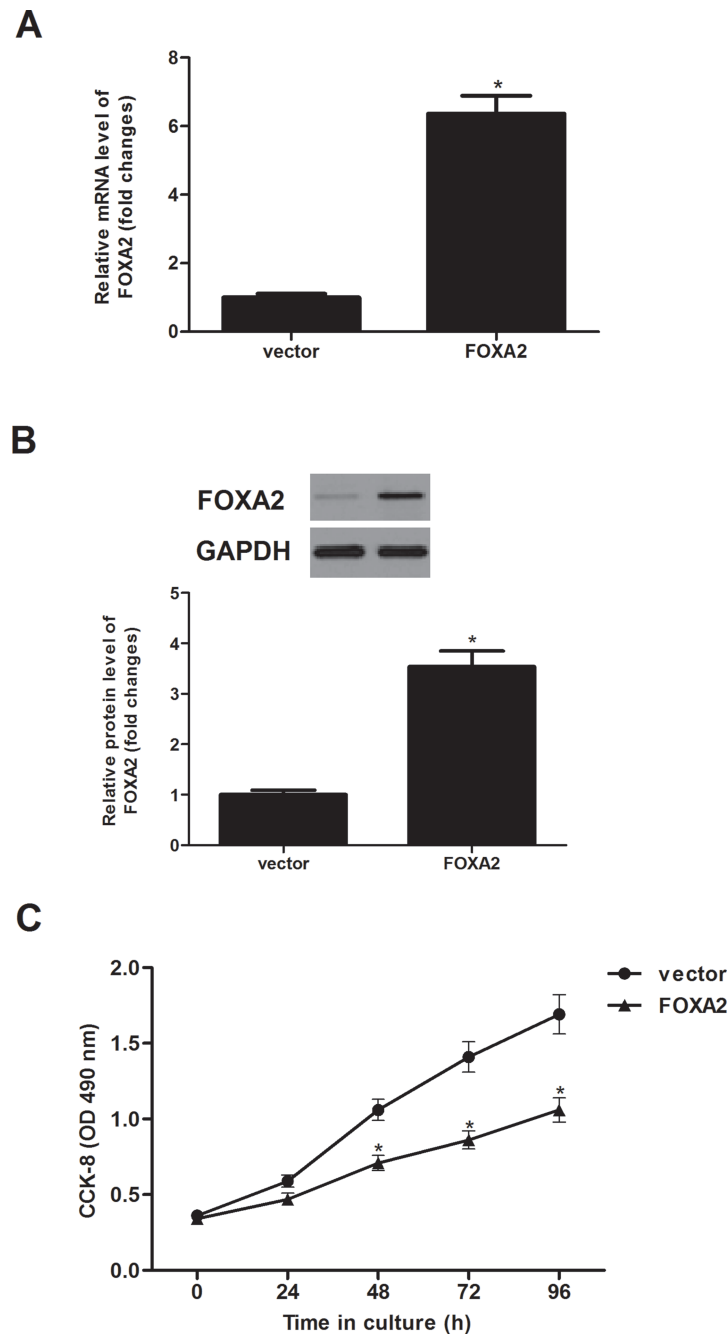 A
Relative mRNA level of
FOXA2 (fold changes)
8
6
4
2
0
*
vector FOXA2
B
FOXA2
GAPDH
Relative protein level of
FOXA2 (fold changes)
5
4
3
2
1
0
*
vector FOXA2
C
CCK-8 (OD 490 nm)
2.0
1.5
1.0
0.5
0.0
vector
FOXA2
* * *
0 24 48 72 96
Time in culture (h)